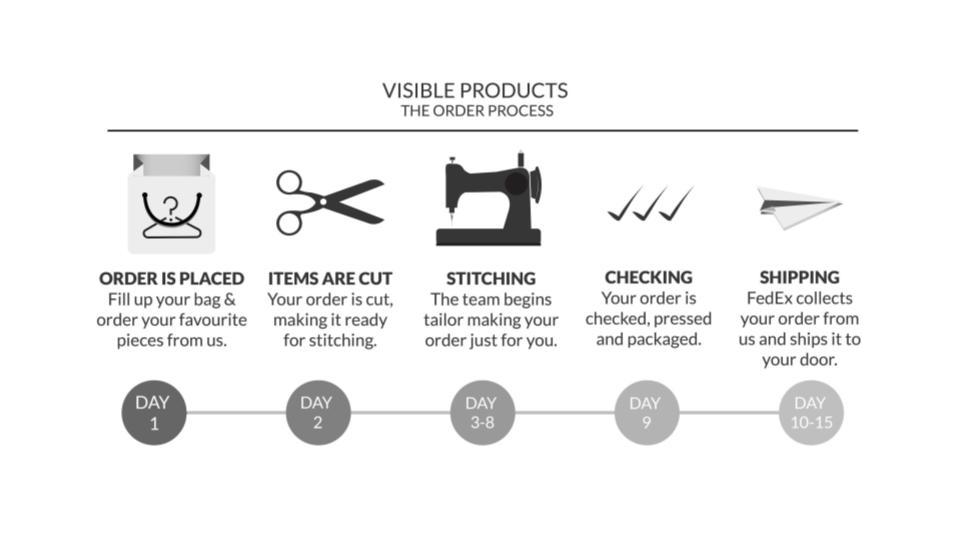 VISIBLE PRODUCTS
THE ORDER PROCESS
ORDER IS PLACED
Fill up your bag &
order your favourite
pieces from us.
ITEMS ARE CUT
Your order is cut,
making it ready
for stitching.
STITCHING
The team begins
tailor making your
order just for you.
CHECKING
Your order is
checked, pressed
and packaged.
SHIPPING
FedEx collects
your order from
us and ships it to
your door.
DAY
1
DAY
2
DAY
3-8
DAY
9
DAY
10-15